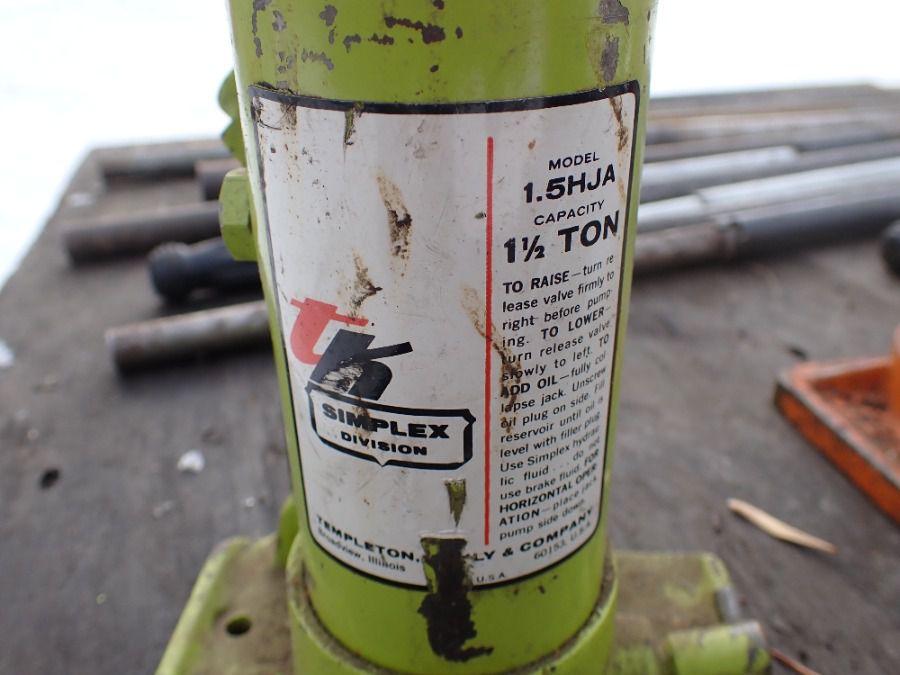 MODEL
1.5HJA
CAPACITY
1½ TON
TO RAISE—turn re
lease valve firmly to
right before pump-
ing. TO LOWER—
turn release valve
slowly to left. TO
ADD OIL—fully col
lapse jack. Unscrew
oil plug on side. Fill
reservoir until oil is
level with filler plug.
Use Simplex hydrau
lic fluid... do not
use brake fluid. FOR
HORIZONTAL OPER
ATION—place jack
pump side down.
tk
SIMPLEX
DIVISION
TEMPLETON, LY & COMPANY
Broadview, Illinois 60153, U.S.A.
U.S.A